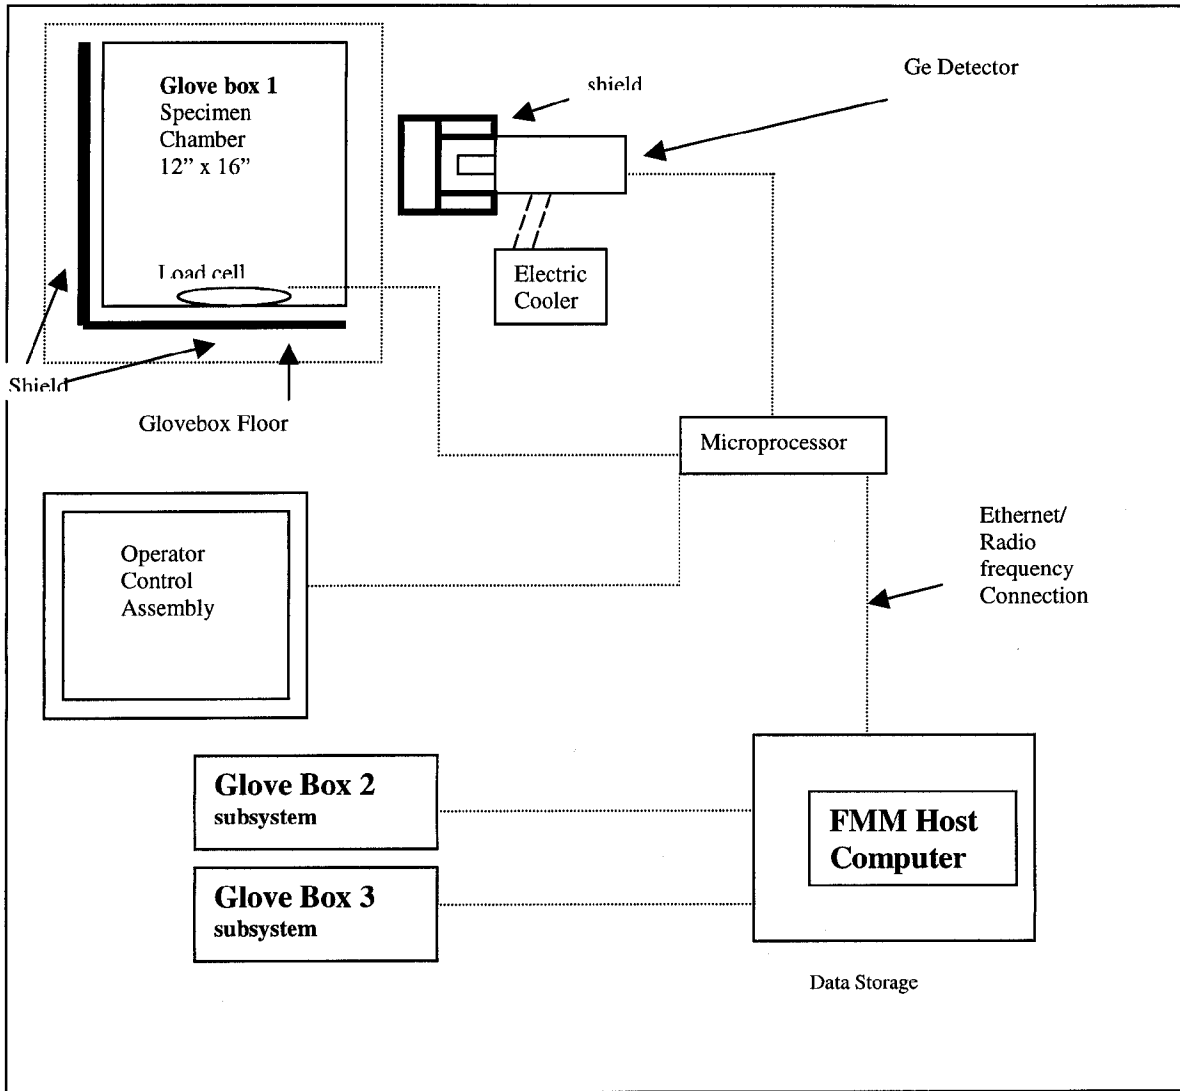 Glove box 1
Specimen
Chamber
12” x 16”
Load cell
shield
Ge Detector
Electric
Cooler
Shield
Glovebox Floor
Microprocessor
Operator
Control
Assembly
Ethernet/
Radio
frequency
Connection
Glove Box 2
subsystem
Glove Box 3
subsystem
FMM Host
Computer
Data Storage